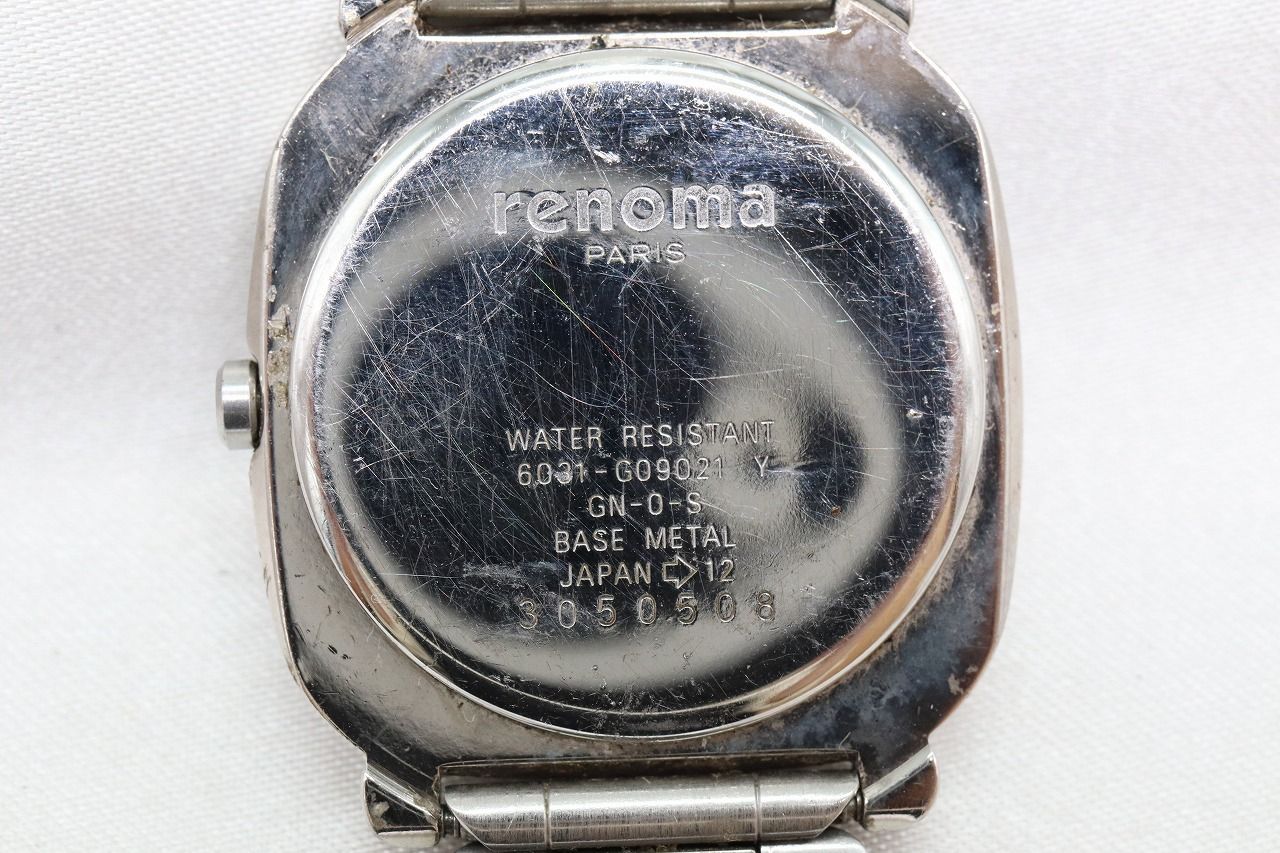 renoma
PARIS
WATER RESISTANT
6031-G09021 Y
GN-0-S
BASE METAL
JAPAN 12
3050508